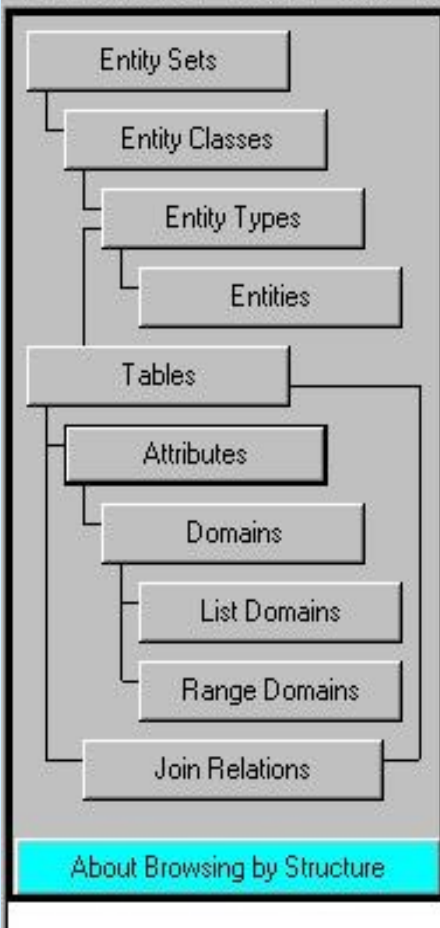 Entity Sets
Entity Classes
Entity Types
Entities
Tables
Attributes
Domains
List Domains
Range Domains
Join Relations
About Browsing by Structure